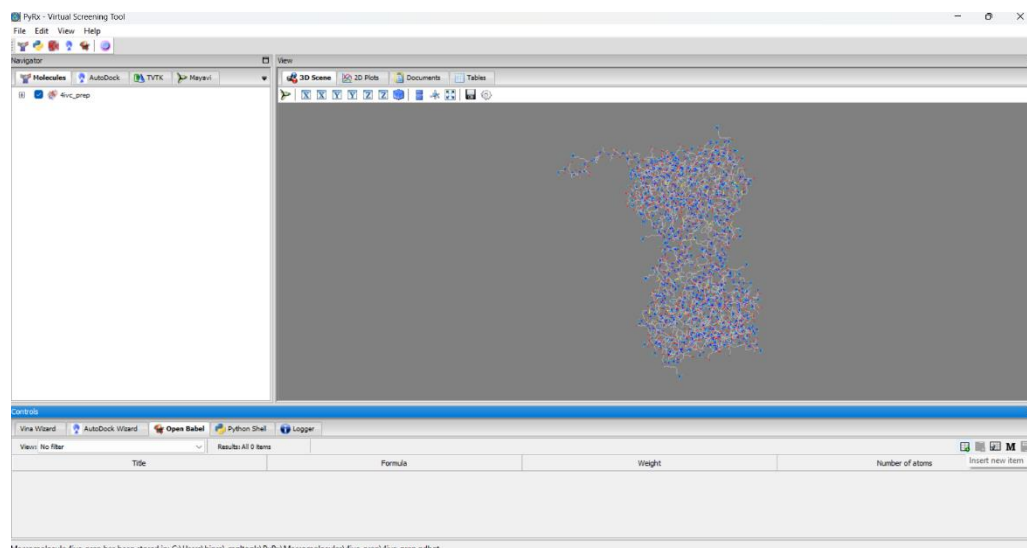 PyRx - Virtual Screening Tool
File Edit View Help
Navigator
View
Molecules AutoDock TVTK Mayavi
3D Scene 2D Plots Documents Tables
4ivc_prep
X X Y Y Z Z
Controls
Vina Wizard AutoDock Wizard Open Babel Python Shell Logger
View: No filter Results: All 0 items
M
Title Formula Weight Number of atoms Insert new item